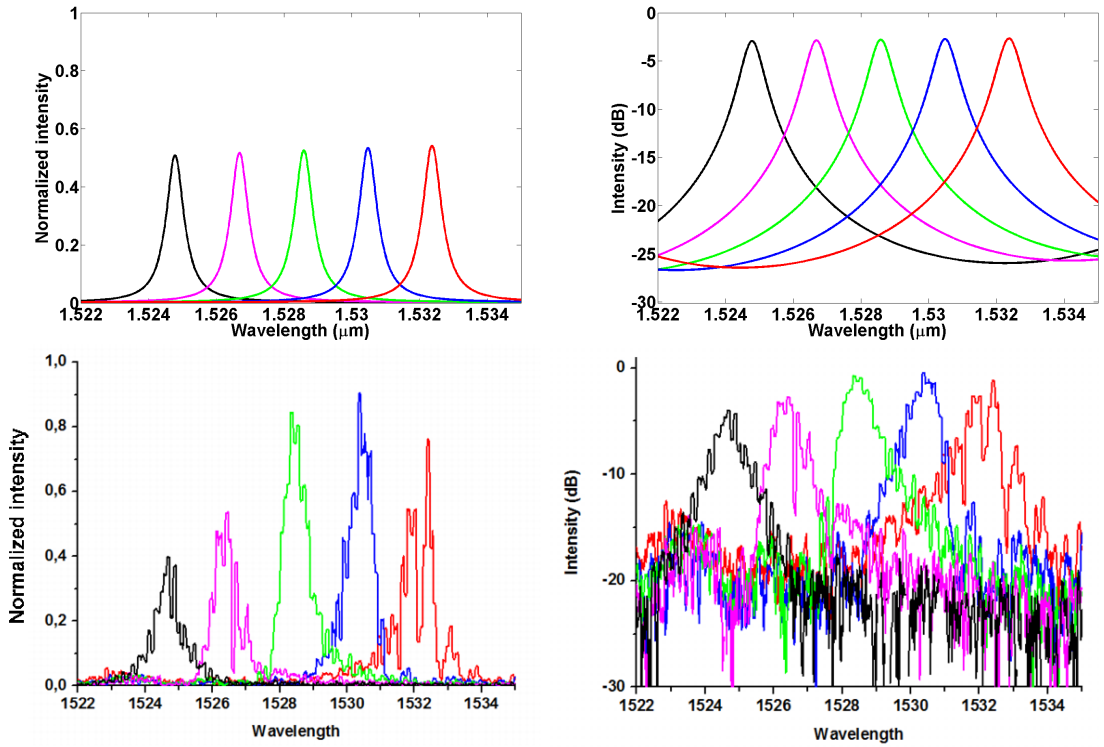 1
0.8
0.6
0.4
0.2
0
Normalized intensity
1.522 1.524 1.526 1.528 1.530 1.532 1.534
Wavelength (μm)
0
-5
-10
-15
-20
-25
-30
Intensity (dB)
1.522 1.524 1.526 1.528 1.530 1.532 1.534
Wavelength (μm)
1,0
0,8
0,6
0,4
0,2
0,0
Normalized intensity
1522 1524 1526 1528 1530 1532 1534
Wavelength
0
-10
-20
-30
Intensity (dB)
1522 1524 1526 1528 1530 1532 1534
Wavelength